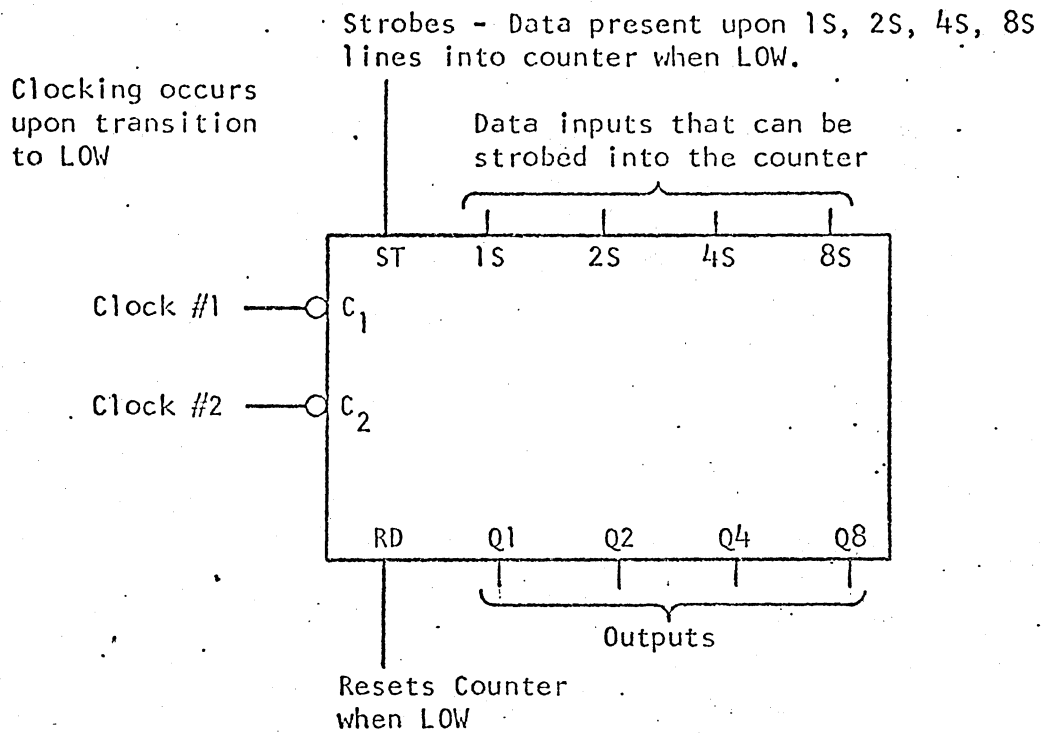 Strobes - Data present upon 1S, 2S, 4S, 8S
lines into counter when LOW.
Clocking occurs
upon transition
to LOW
Data inputs that can be
strobed into the counter
ST 1S 2S 4S 8S
Clock #1 C1
Clock #2 C2
RD Q1 Q2 Q4 Q8
Outputs
Resets Counter
when LOW